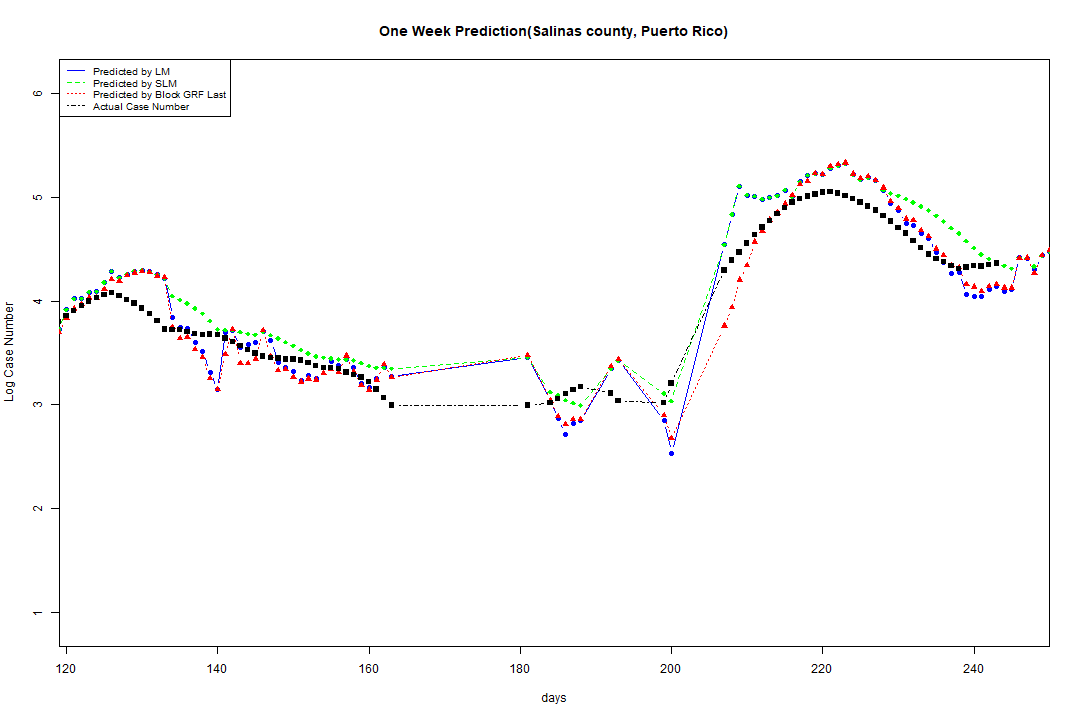 One Week Prediction(Salinas county, Puerto Rico)
Predicted by LM
Predicted by SLM
Predicted by Block GRF Last
Actual Case Number
Log Case Number
6
5
4
3
2
1
120 140 160 180 200 220 240
days